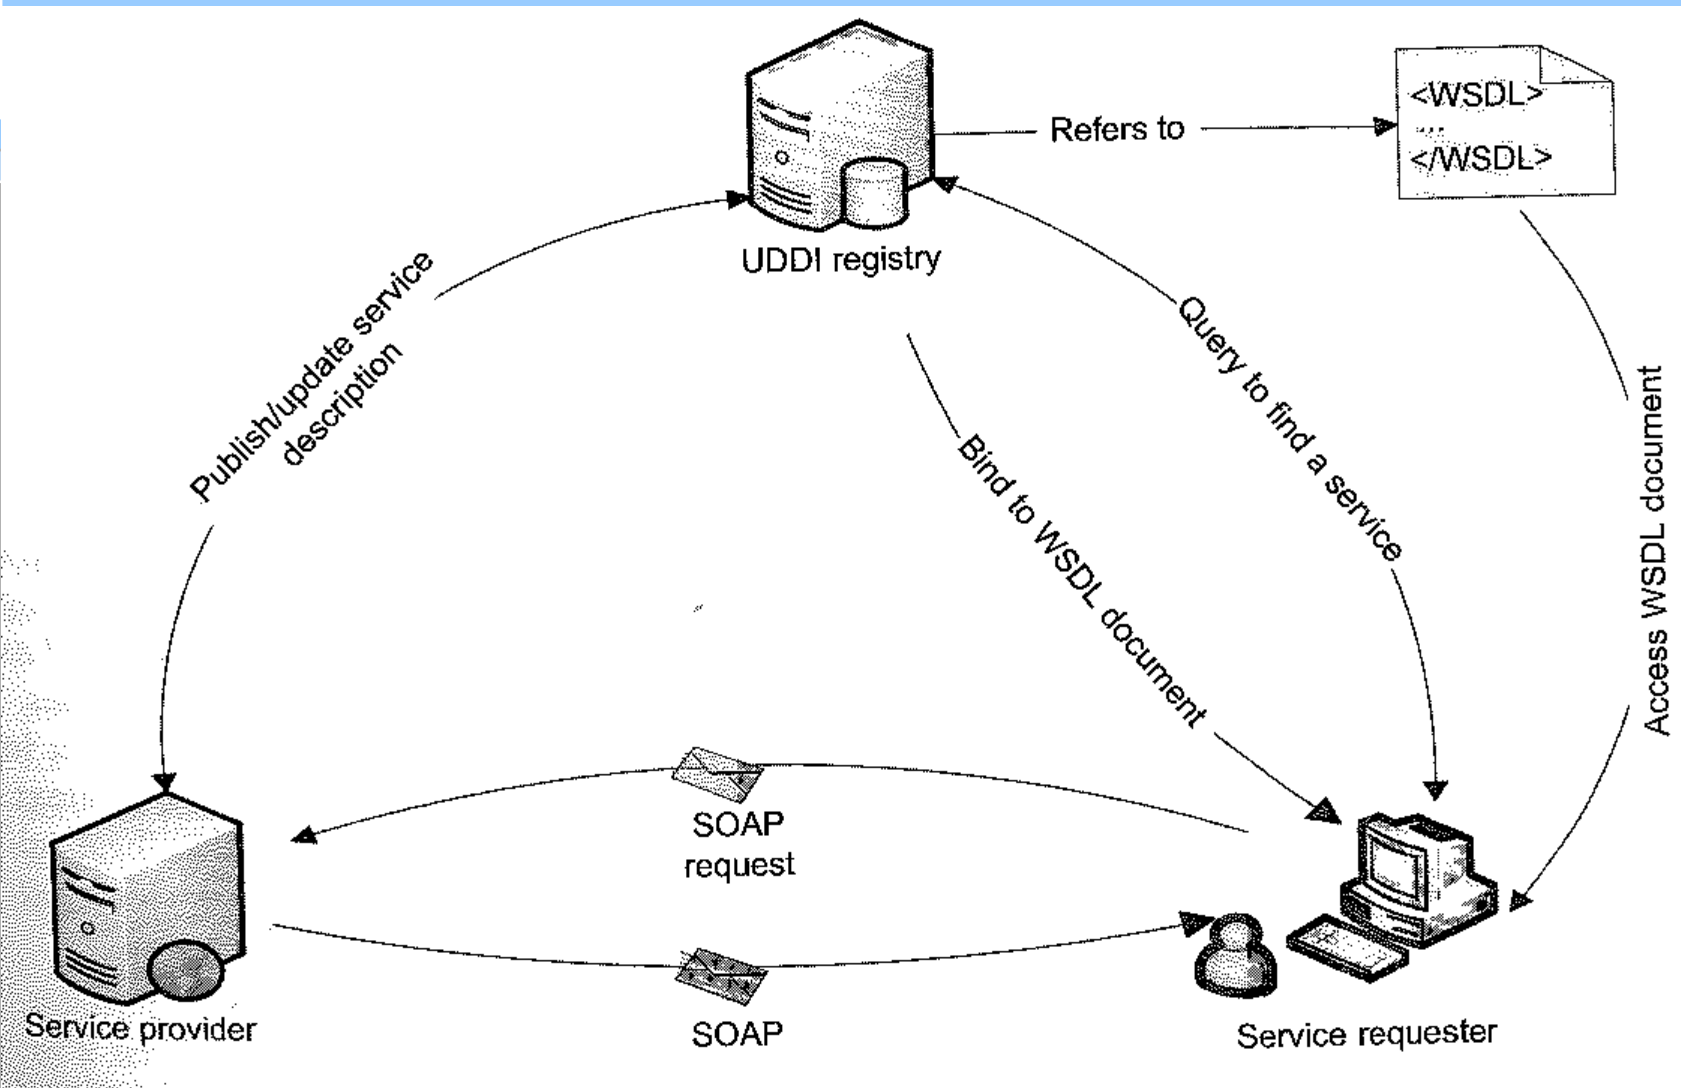 <WSDL>
...
</WSDL>
Refers to
UDDI registry
Publish/update service
description
Query to find a service
Bind to WSDL document
Access WSDL document
SOAP
request
SOAP
Service provider
Service requester